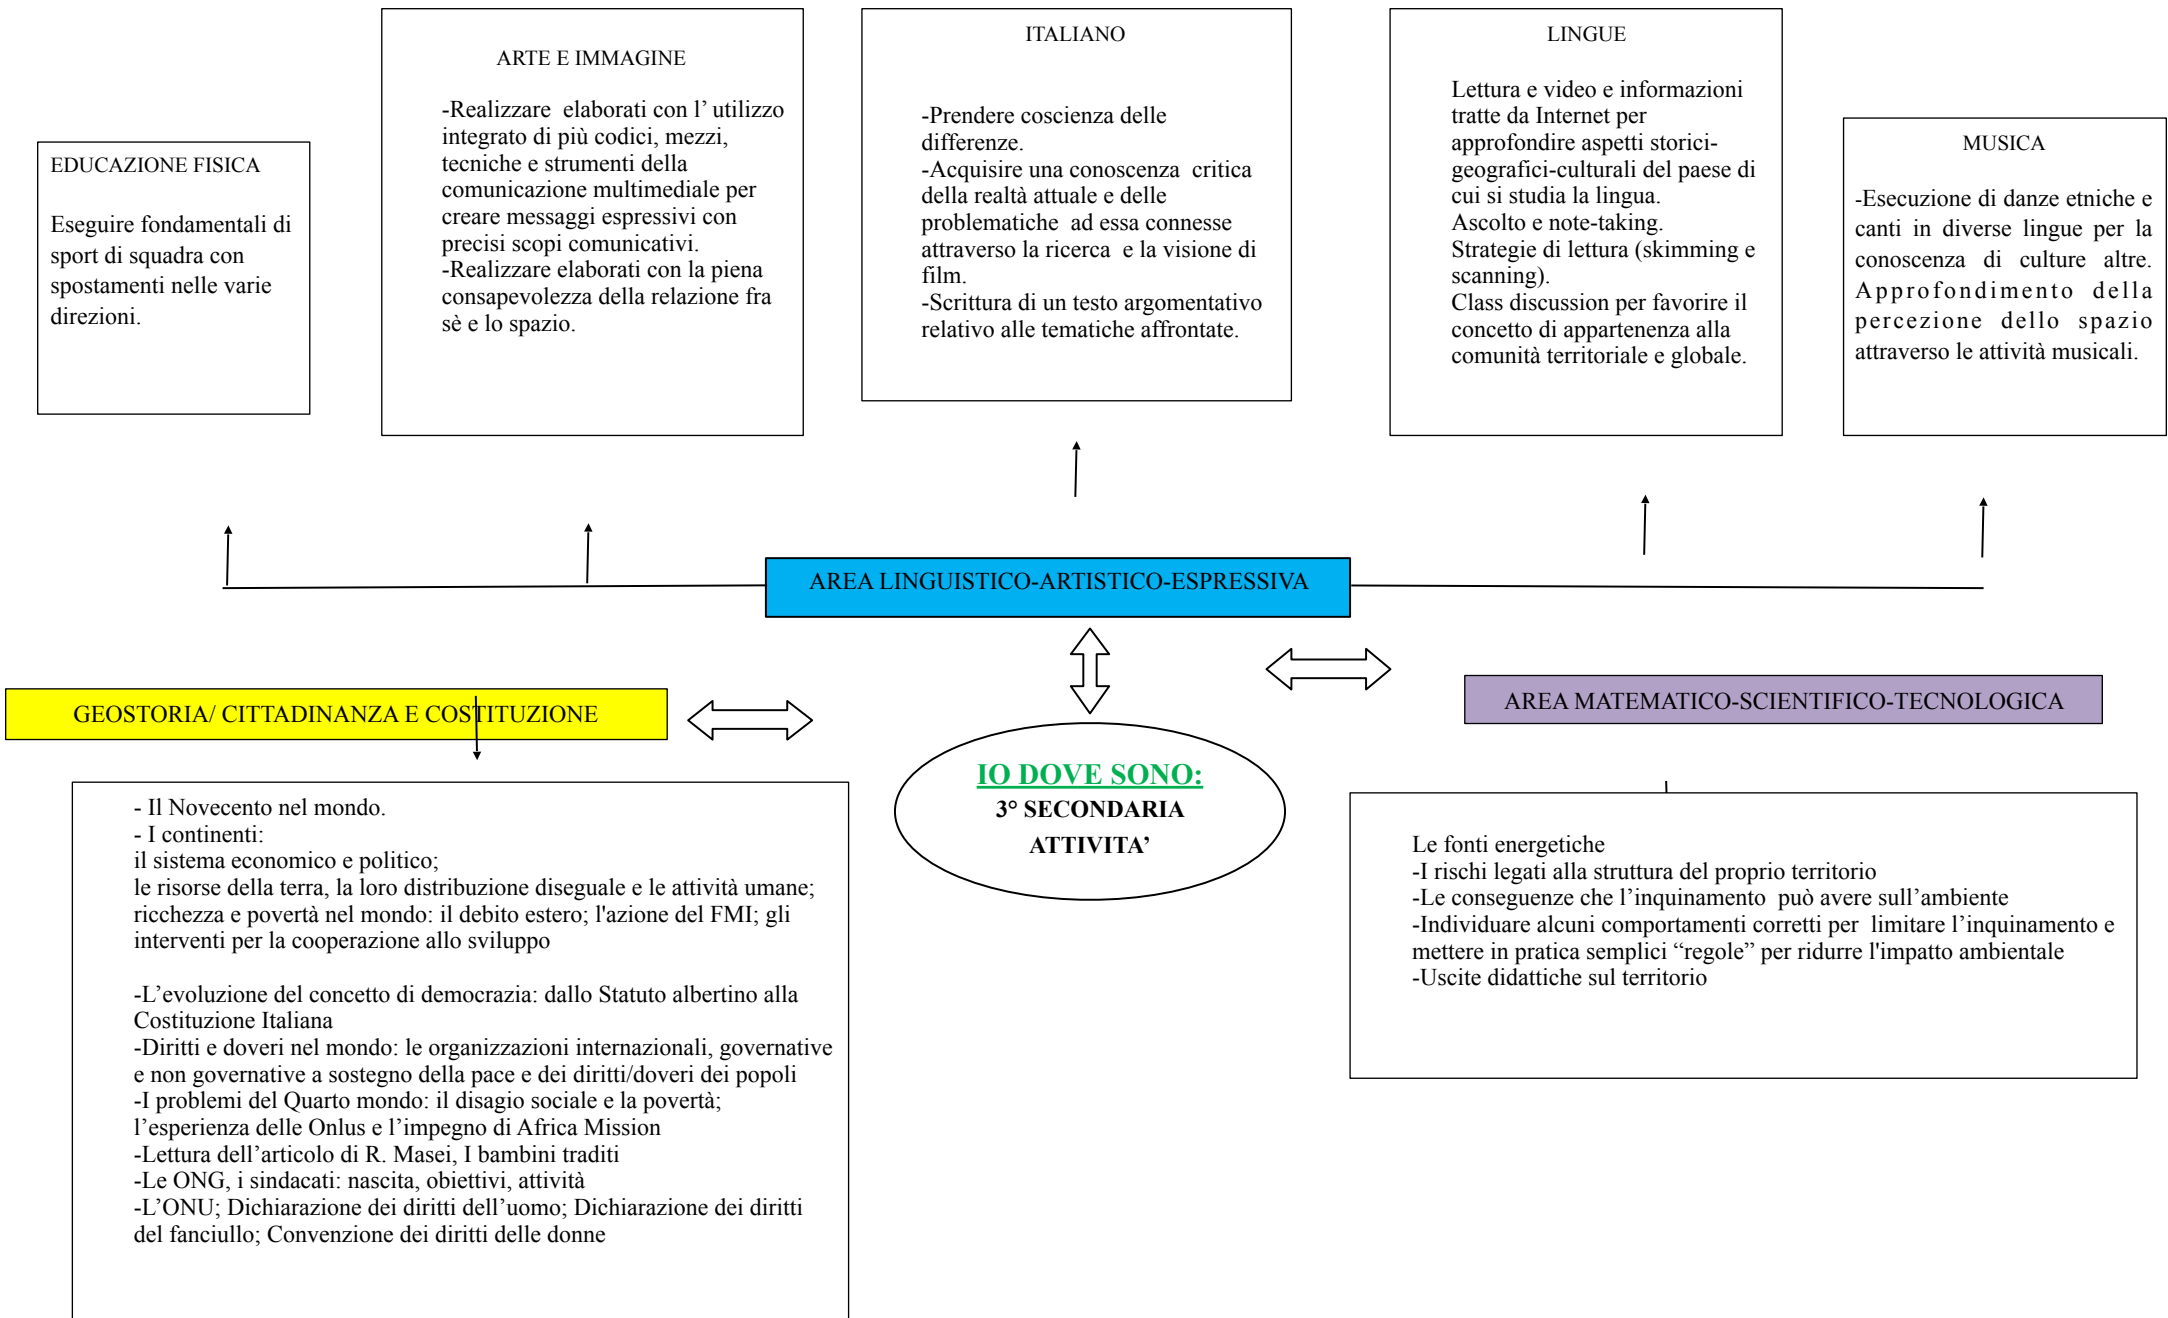 EDUCAZIONE FISICA
Eseguire fondamentali di
sport di squadra con
spostamenti nelle varie
direzioni.
ARTE E IMMAGINE
-Realizzare  elaborati con l’ utilizzo
integrato di più codici, mezzi,
tecniche e strumenti della
comunicazione multimediale per
creare messaggi espressivi con
precisi scopi comunicativi.
-Realizzare elaborati con la piena
consapevolezza della relazione fra
sè e lo spazio.
ITALIANO
-Prendere coscienza delle
differenze.
-Acquisire una conoscenza  critica
della realtà attuale e delle
problematiche  ad essa connesse
attraverso la ricerca  e la visione di
film.
-Scrittura di un testo argomentativo
relativo alle tematiche affrontate.
LINGUE
Lettura e video e informazioni
tratte da Internet per
approfondire aspetti storici-
geografici-culturali del paese di
cui si studia la lingua.
Ascolto e note-taking.
Strategie di lettura (skimming e
scanning).
Class discussion per favorire il
concetto di appartenenza alla
comunità territoriale e globale.
MUSICA
-Esecuzione di danze etniche e
canti in diverse lingue per la
conoscenza di culture altre.
Approfondimento della
percezione dello spazio
attraverso le attività musicali.
AREA LINGUISTICO-ARTISTICO-ESPRESSIVA
GEOSTORIA/ CITTADINANZA E COSTITUZIONE
AREA MATEMATICO-SCIENTIFICO-TECNOLOGICA
IO DOVE SONO:
3° SECONDARIA
ATTIVITA’
- Il Novecento nel mondo.
- I continenti:
il sistema economico e politico;
le risorse della terra, la loro distribuzione diseguale e le attività umane;
ricchezza e povertà nel mondo: il debito estero; l'azione del FMI; gli
interventi per la cooperazione allo sviluppo
-L’evoluzione del concetto di democrazia: dallo Statuto albertino alla
Costituzione Italiana
-Diritti e doveri nel mondo: le organizzazioni internazionali, governative
e non governative a sostegno della pace e dei diritti/doveri dei popoli
-I problemi del Quarto mondo: il disagio sociale e la povertà;
l’esperienza delle Onlus e l’impegno di Africa Mission
-Lettura dell’articolo di R. Masei, I bambini traditi
-Le ONG, i sindacati: nascita, obiettivi, attività
-L’ONU; Dichiarazione dei diritti dell’uomo; Dichiarazione dei diritti
del fanciullo; Convenzione dei diritti delle donne
Le fonti energetiche
-I rischi legati alla struttura del proprio territorio
-Le conseguenze che l’inquinamento  può avere sull’ambiente
-Individuare alcuni comportamenti corretti per  limitare l’inquinamento e
mettere in pratica semplici “regole” per ridurre l'impatto ambientale
-Uscite didattiche sul territorio